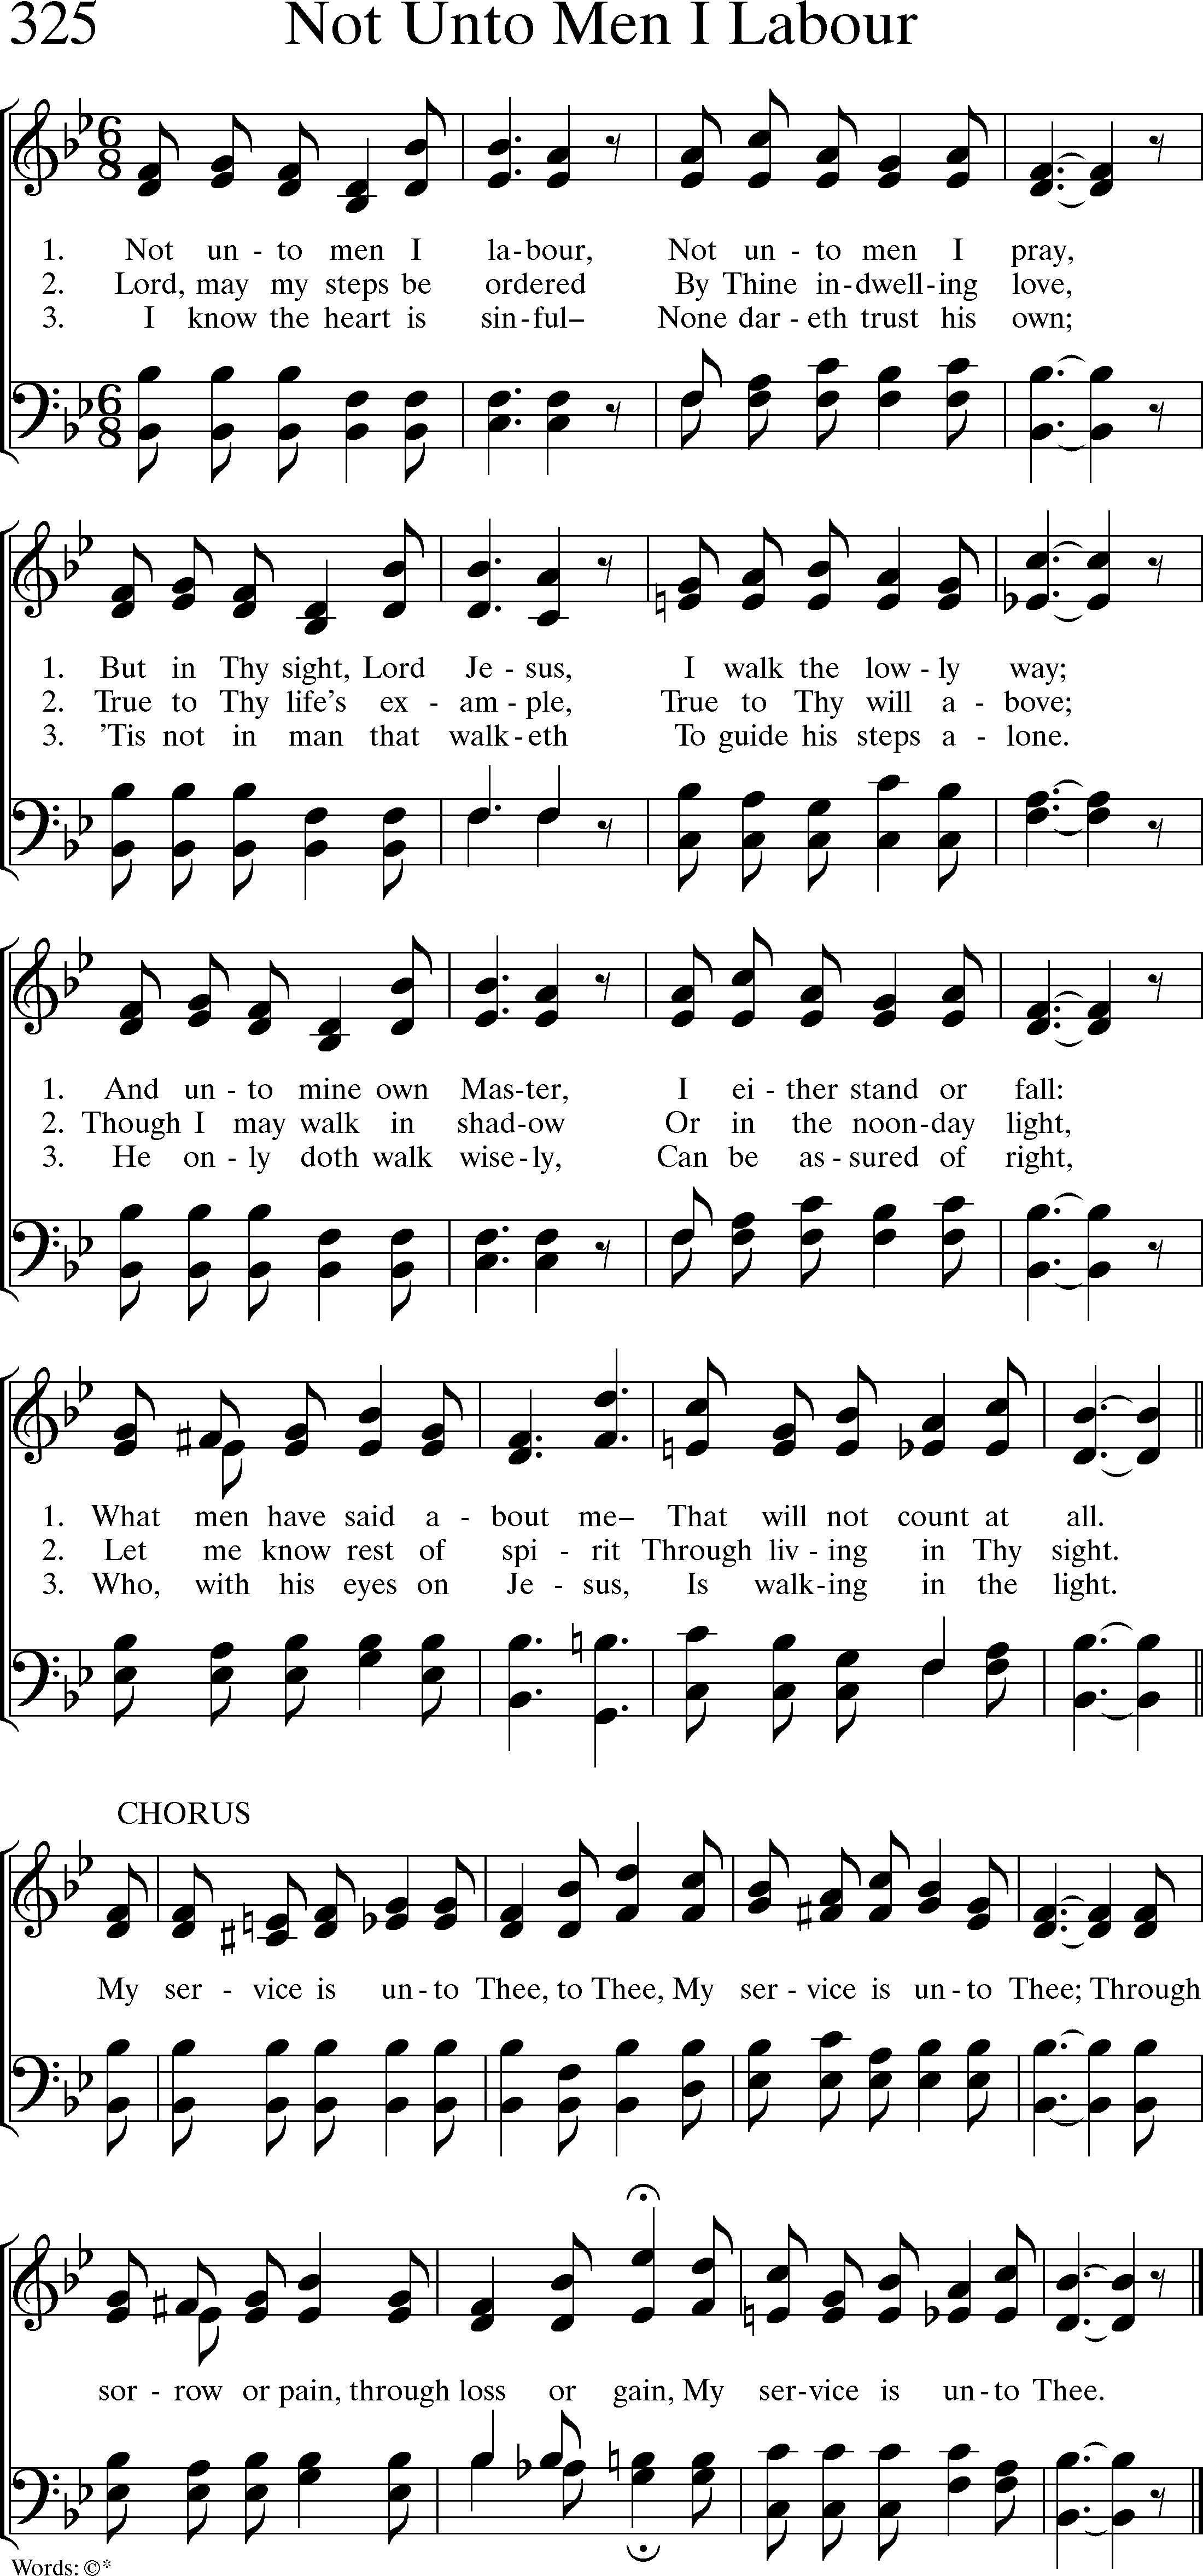 325 Not Unto Men I Labour
1. Not un - to men I la - bour, Not un - to men I pray,
2. Lord, may my steps be ordered By Thine in - dwell - ing love,
3. I know the heart is sin - ful– None dar - eth trust his own;
1. But in Thy sight, Lord Je - sus, I walk the low - ly way;
2. True to Thy life's ex - am - ple, True to Thy will a - bove;
3. 'Tis not in man that walk - eth To guide his steps a - lone.
1. And un - to mine own Mas - ter, I ei - ther stand or fall:
2. Though I may walk in shad - ow Or in the noon - day light,
3. He on - ly doth walk wise - ly, Can be as - sured of right,
1. What men have said a - bout me– That will not count at all.
2. Let me know rest of spi - rit Through liv - ing in Thy sight.
3. Who, with his eyes on Je - sus, Is walk - ing in the light.
CHORUS
My ser - vice is un - to Thee, to Thee, My ser - vice is un - to Thee; Through
sor - row or pain, through loss or gain, My ser - vice is un - to Thee.
Words: ©*